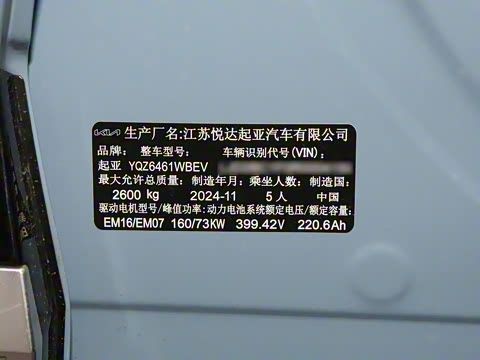 KIA 生产厂名:江苏悦达起亚汽车有限公司
品牌: 整车型号: 车辆识别代号(VIN):
起亚 YQZ6461WBEV
最大允许总质量: 制造年月: 乘坐人数: 制造国:
2600 kg 2024-11 5人 中国
驱动电机型号/峰值功率:动力电池系统额定电压/额定容量:
EM16/EM07 160/73KW 399.42V 220.6Ah